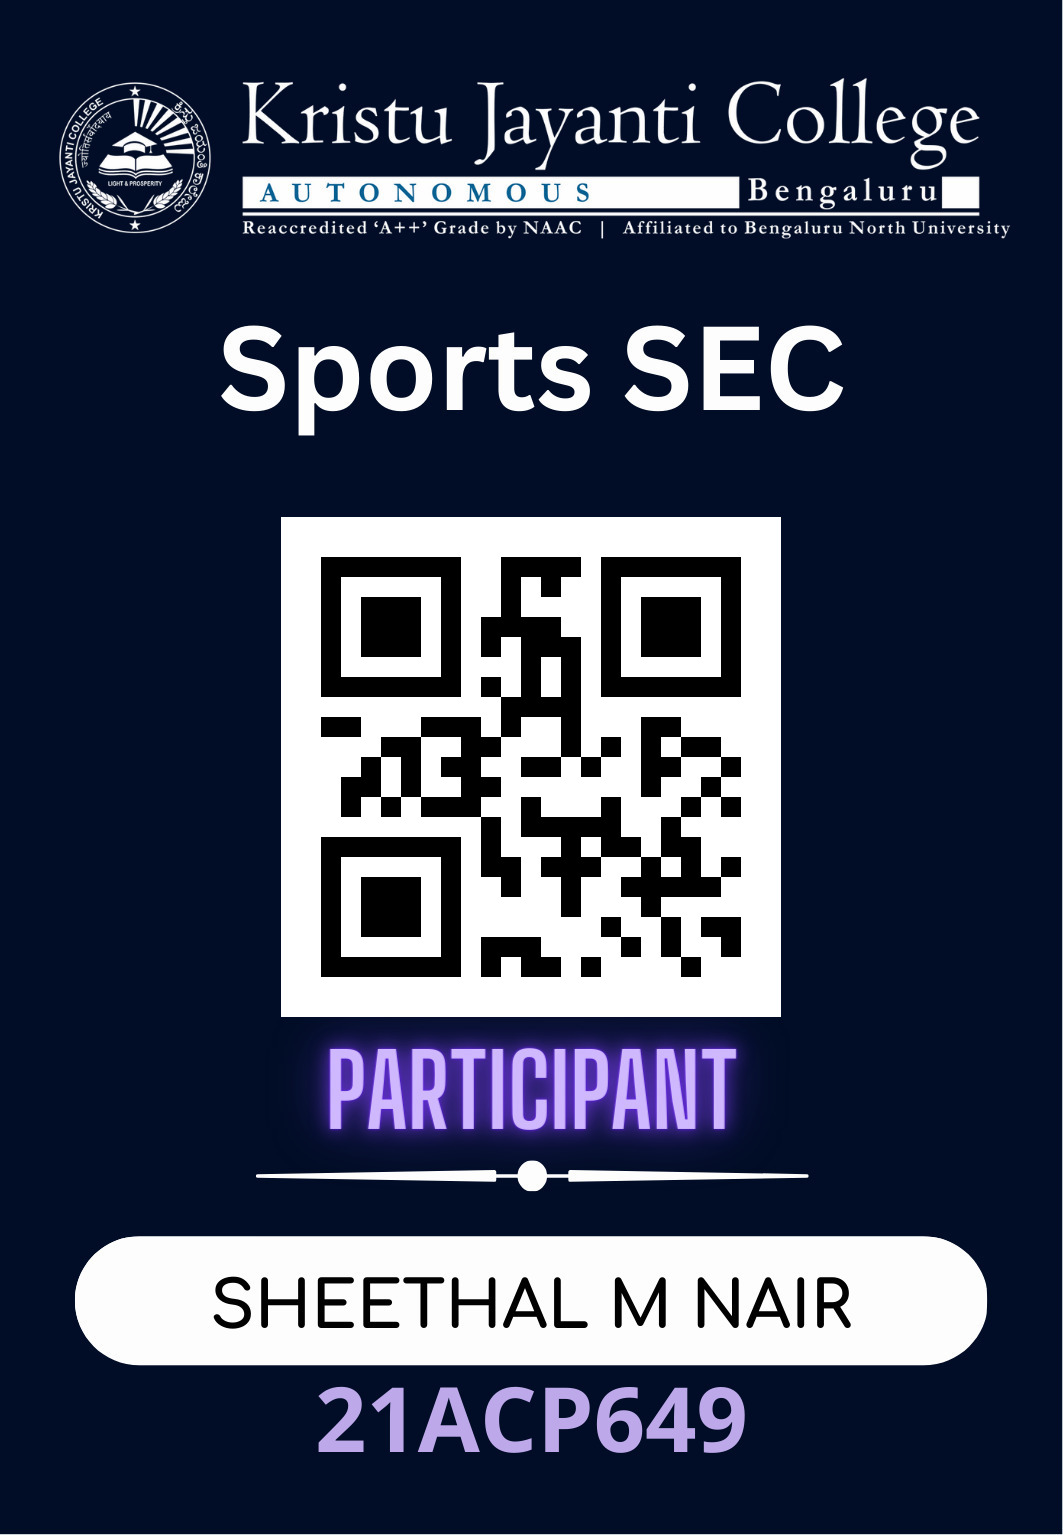 Kristu Jayanti College
AUTONOMOUS Bengaluru
Reaccredited ‘A++’ Grade by NAAC | Affiliated to Bengaluru North University
KRISTU JAYANTI COLLEGE
LIGHT & PROSPERITY
Sports SEC
PARTICIPANT
SHEETHAL M NAIR
21ACP649